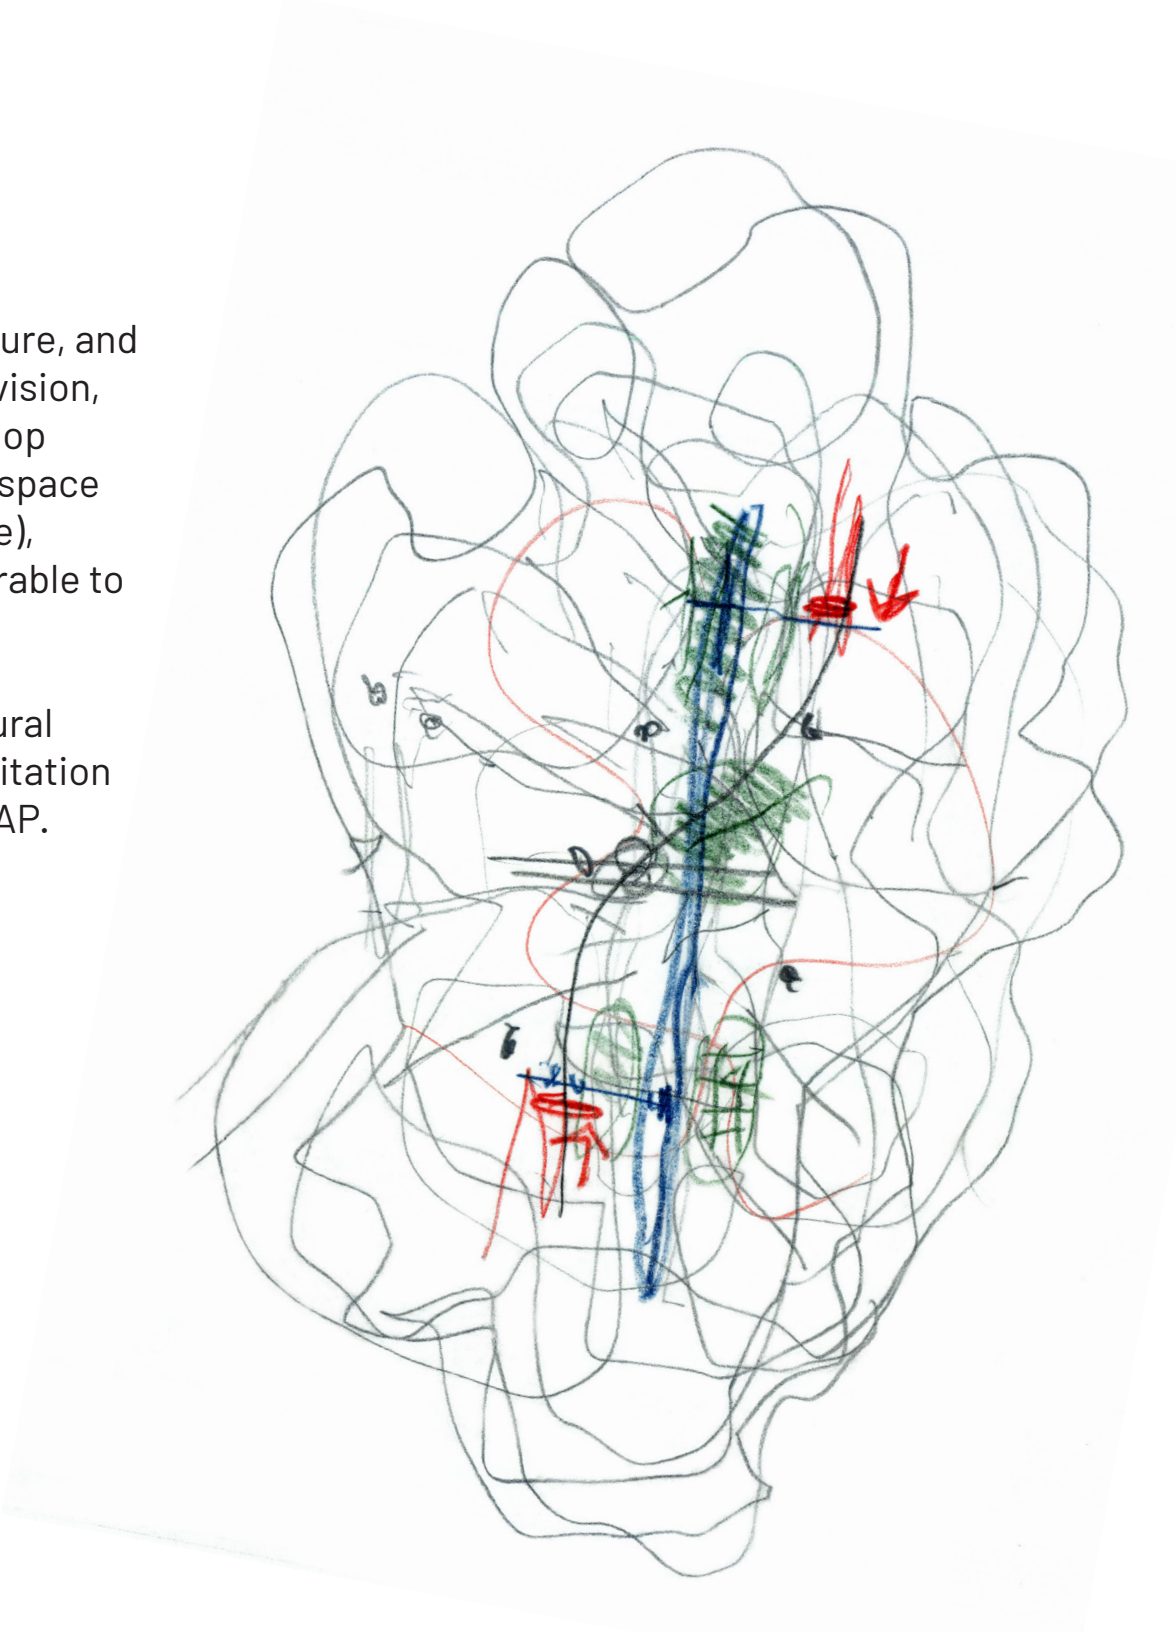 ure, and
vision,
op
space
e),
rable to
ural
itation
AP.